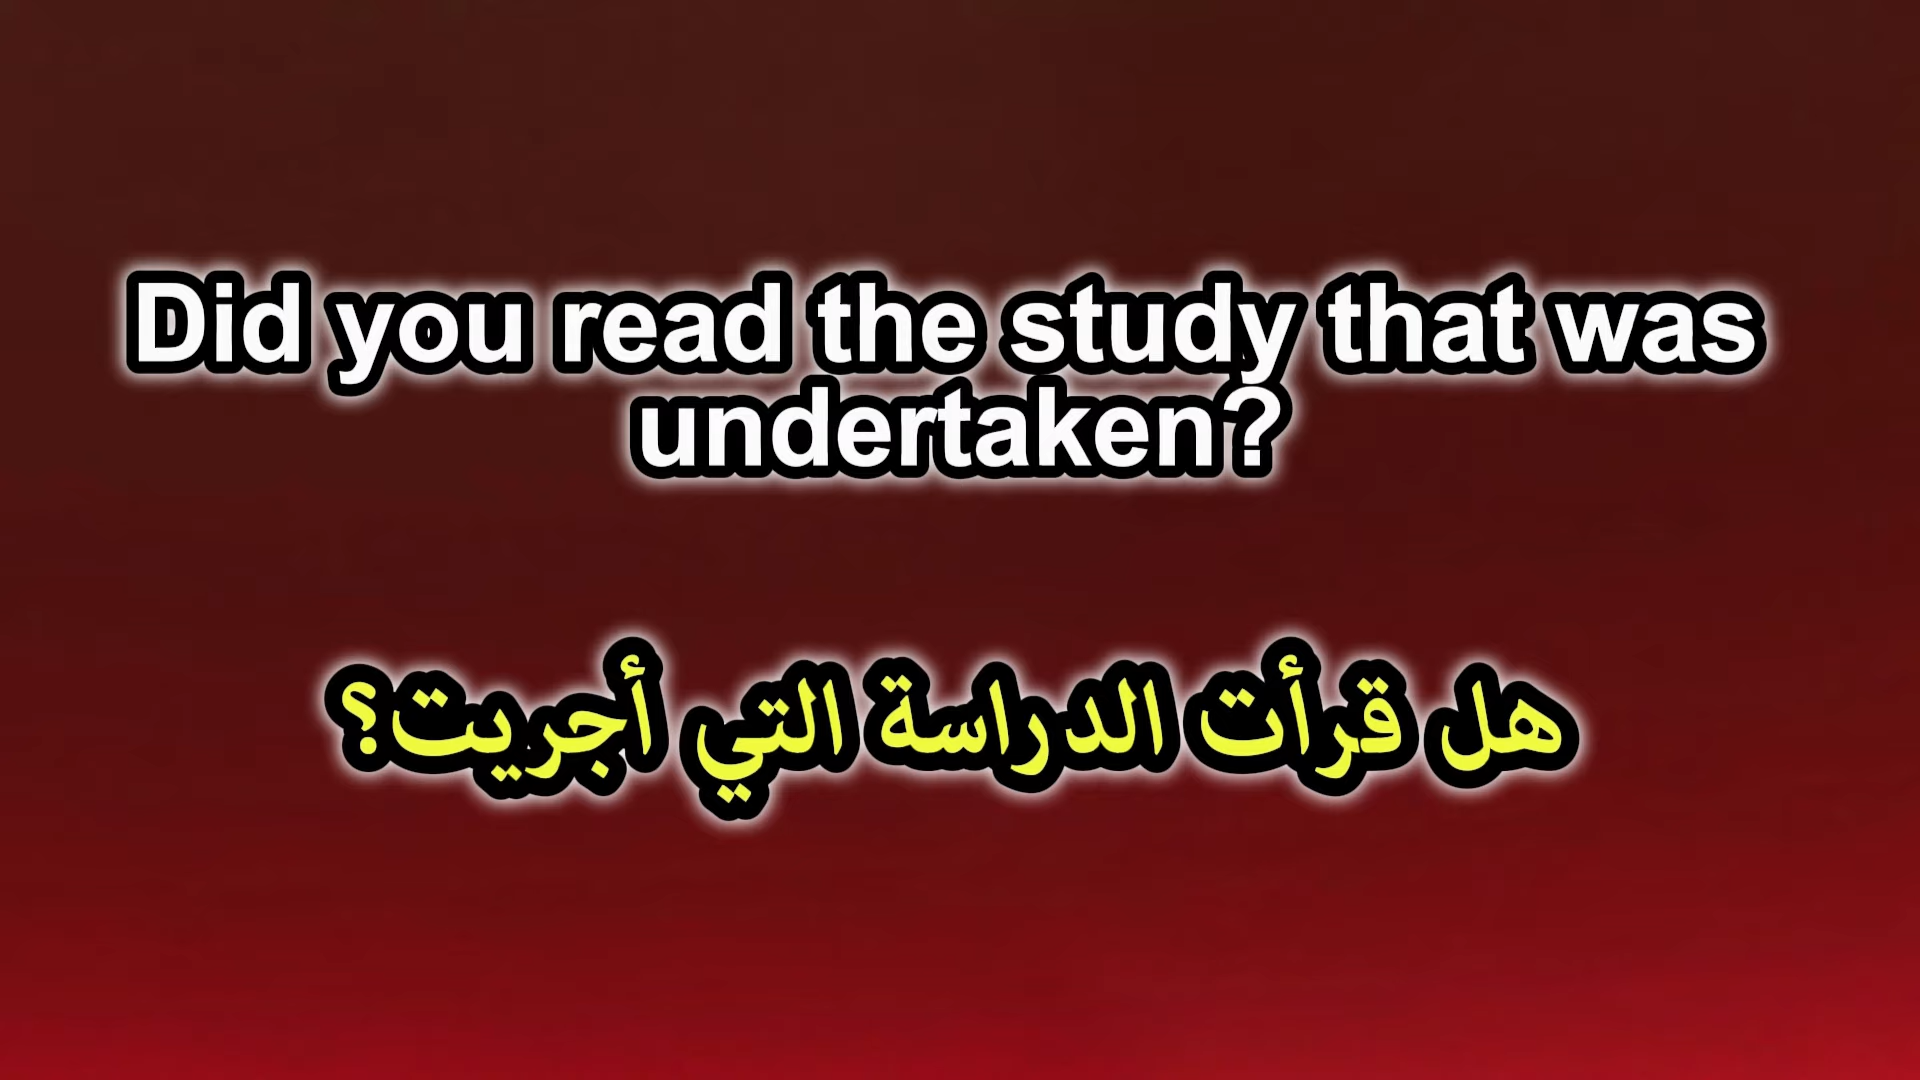 Did you read the study that was
undertaken?
هل قرأت الدراسة التي أجريت؟